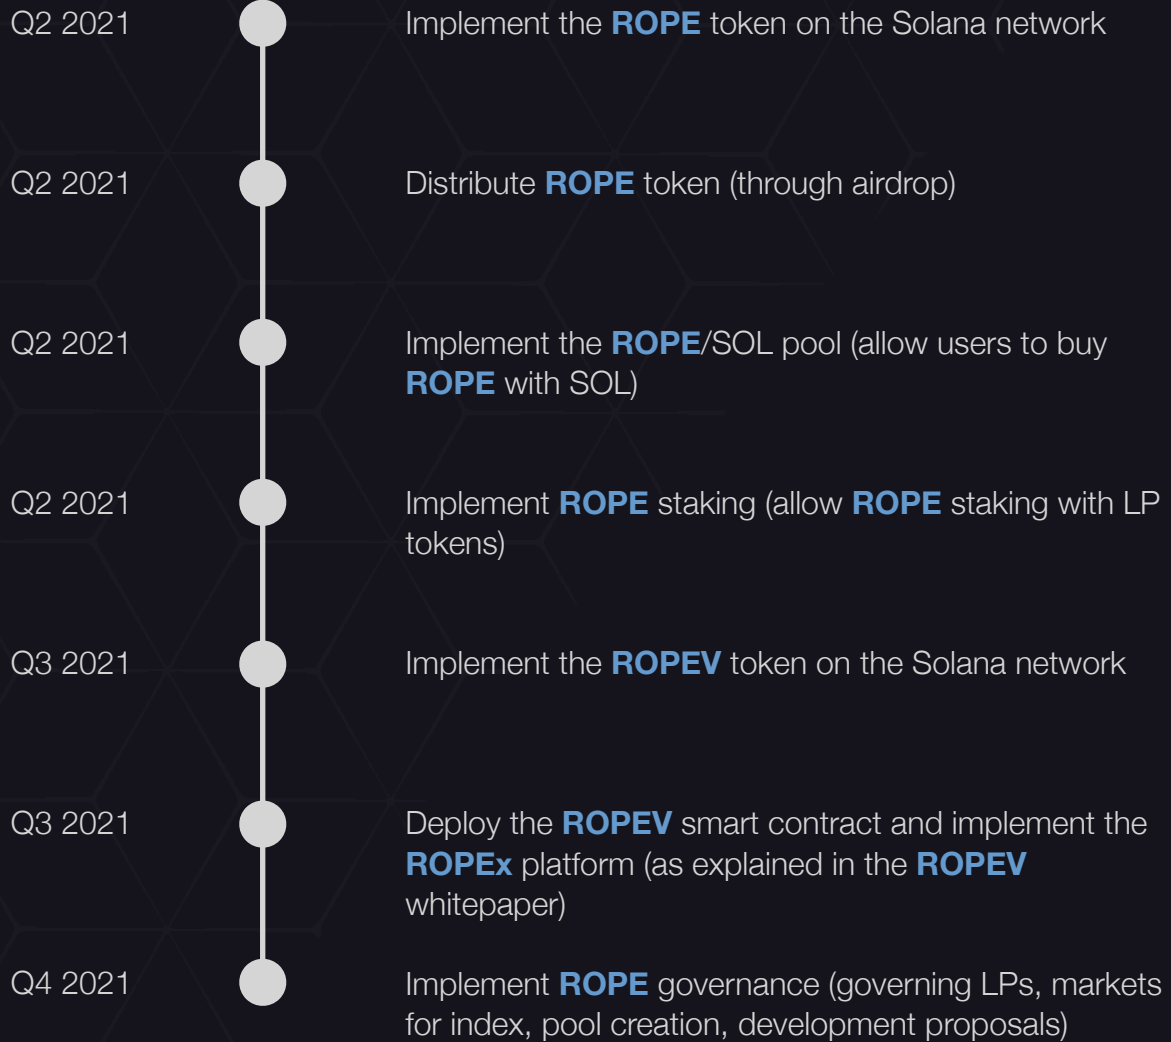 Q2 2021 Implement the ROPE token on the Solana network
Q2 2021 Distribute ROPE token (through airdrop)
Q2 2021 Implement the ROPE/SOL pool (allow users to buy
ROPE with SOL)
Q2 2021 Implement ROPE staking (allow ROPE staking with LP
tokens)
Q3 2021 Implement the ROPEV token on the Solana network
Q3 2021 Deploy the ROPEV smart contract and implement the
ROPEx platform (as explained in the ROPEV
whitepaper)
Q4 2021 Implement ROPE governance (governing LPs, markets
for index, pool creation, development proposals)